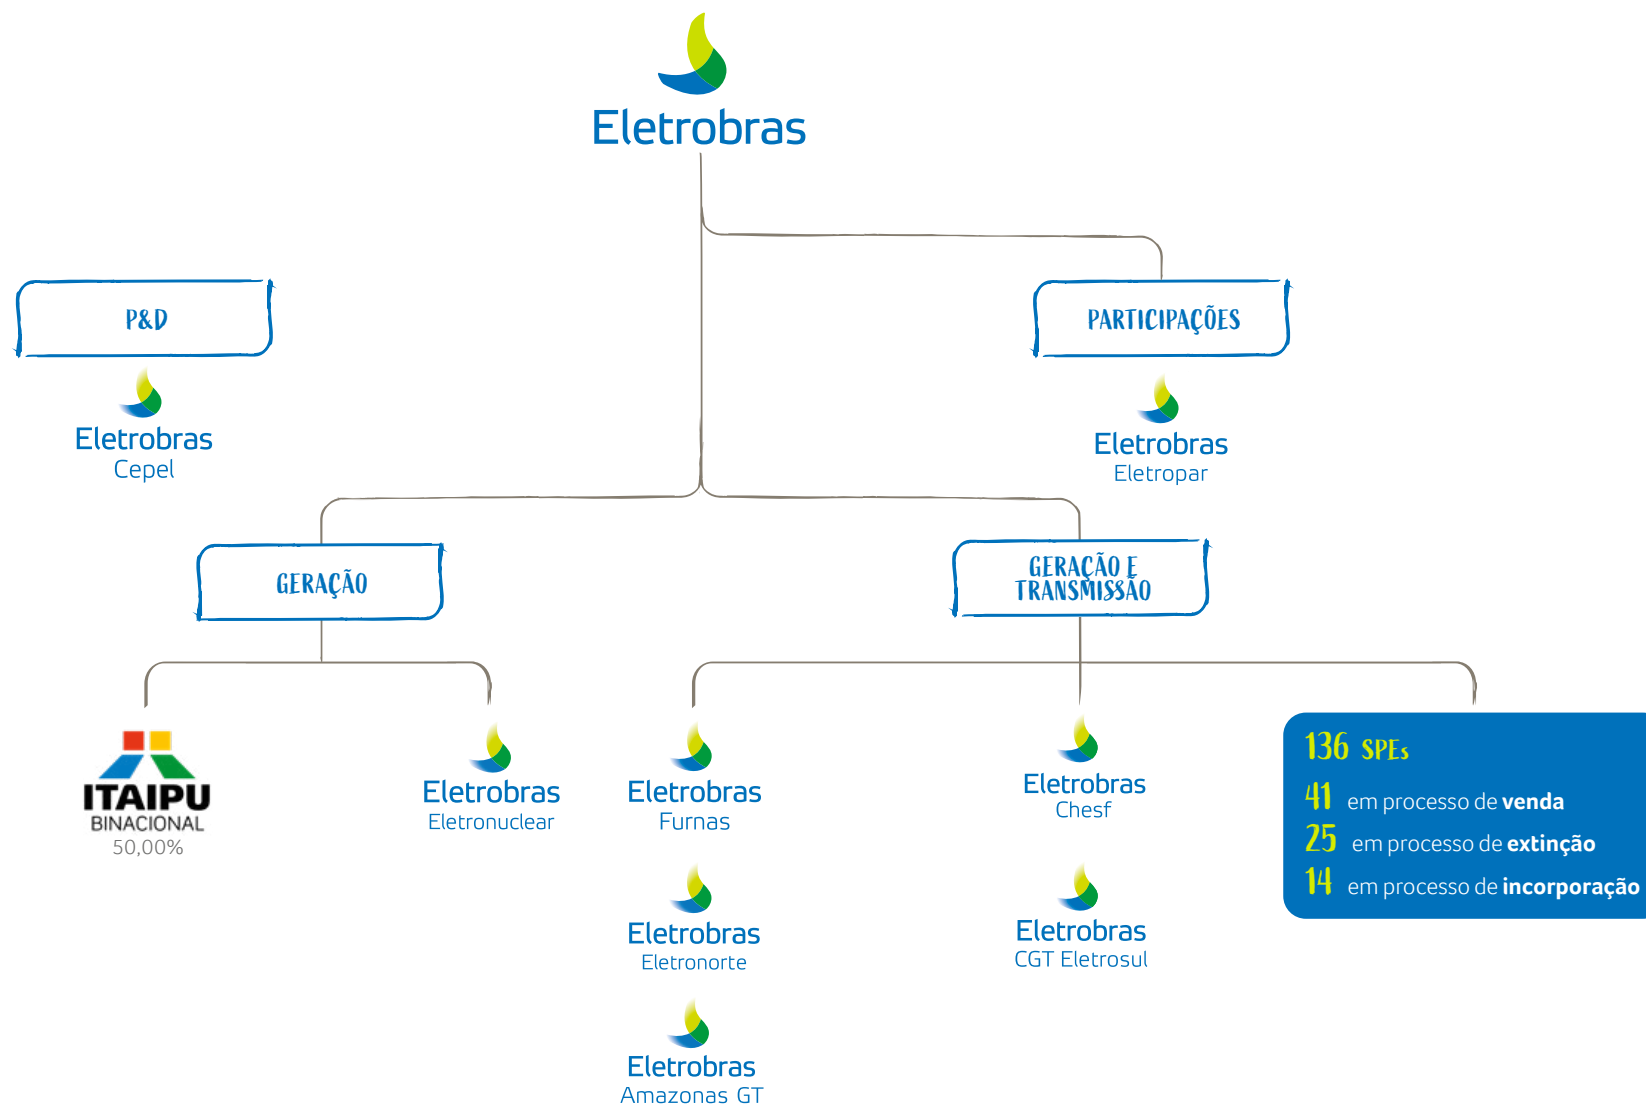 Eletrobras
P&D
PARTICIPAÇÕES
Eletrobras
Cepel
Eletrobras
Eletropar
GERAÇÃO
GERAÇÃO E
TRANSMISSÃO
ITAIPU
BINACIONAL
50,00%
Eletrobras
Eletronuclear
Eletrobras
Furnas
Eletrobras
Chesf
136 SPEs
41 em processo de venda
25 em processo de extinção
14 em processo de incorporação
Eletrobras
Eletronorte
Eletrobras
CGT Eletrosul
Eletrobras
Amazonas GT